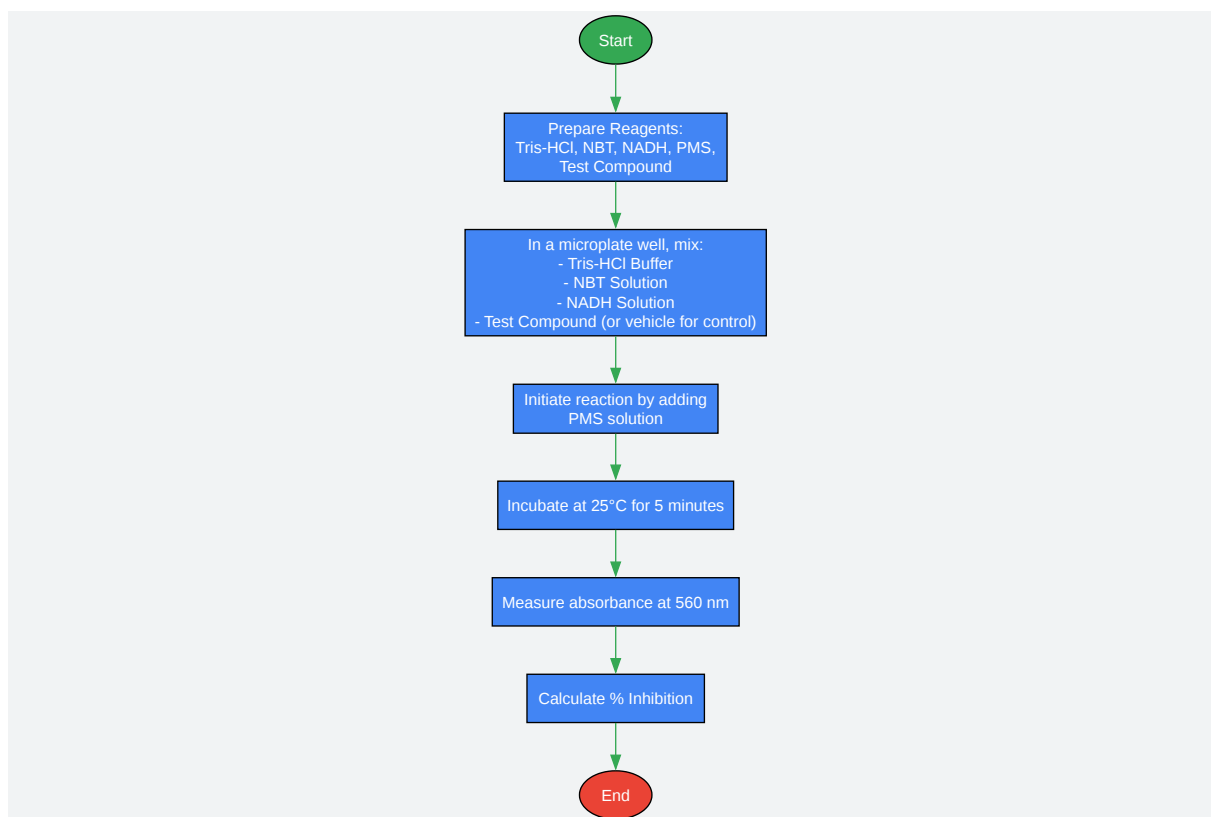 Start
Prepare Reagents:
Tris-HCl, NBT, NADH, PMS,
Test Compound
In a microplate well, mix:
- Tris-HCl Buffer
- NBT Solution
- NADH Solution
- Test Compound (or vehicle for control)
Initiate reaction by adding
PMS solution
Incubate at 25°C for 5 minutes
Measure absorbance at 560 nm
Calculate % Inhibition
End